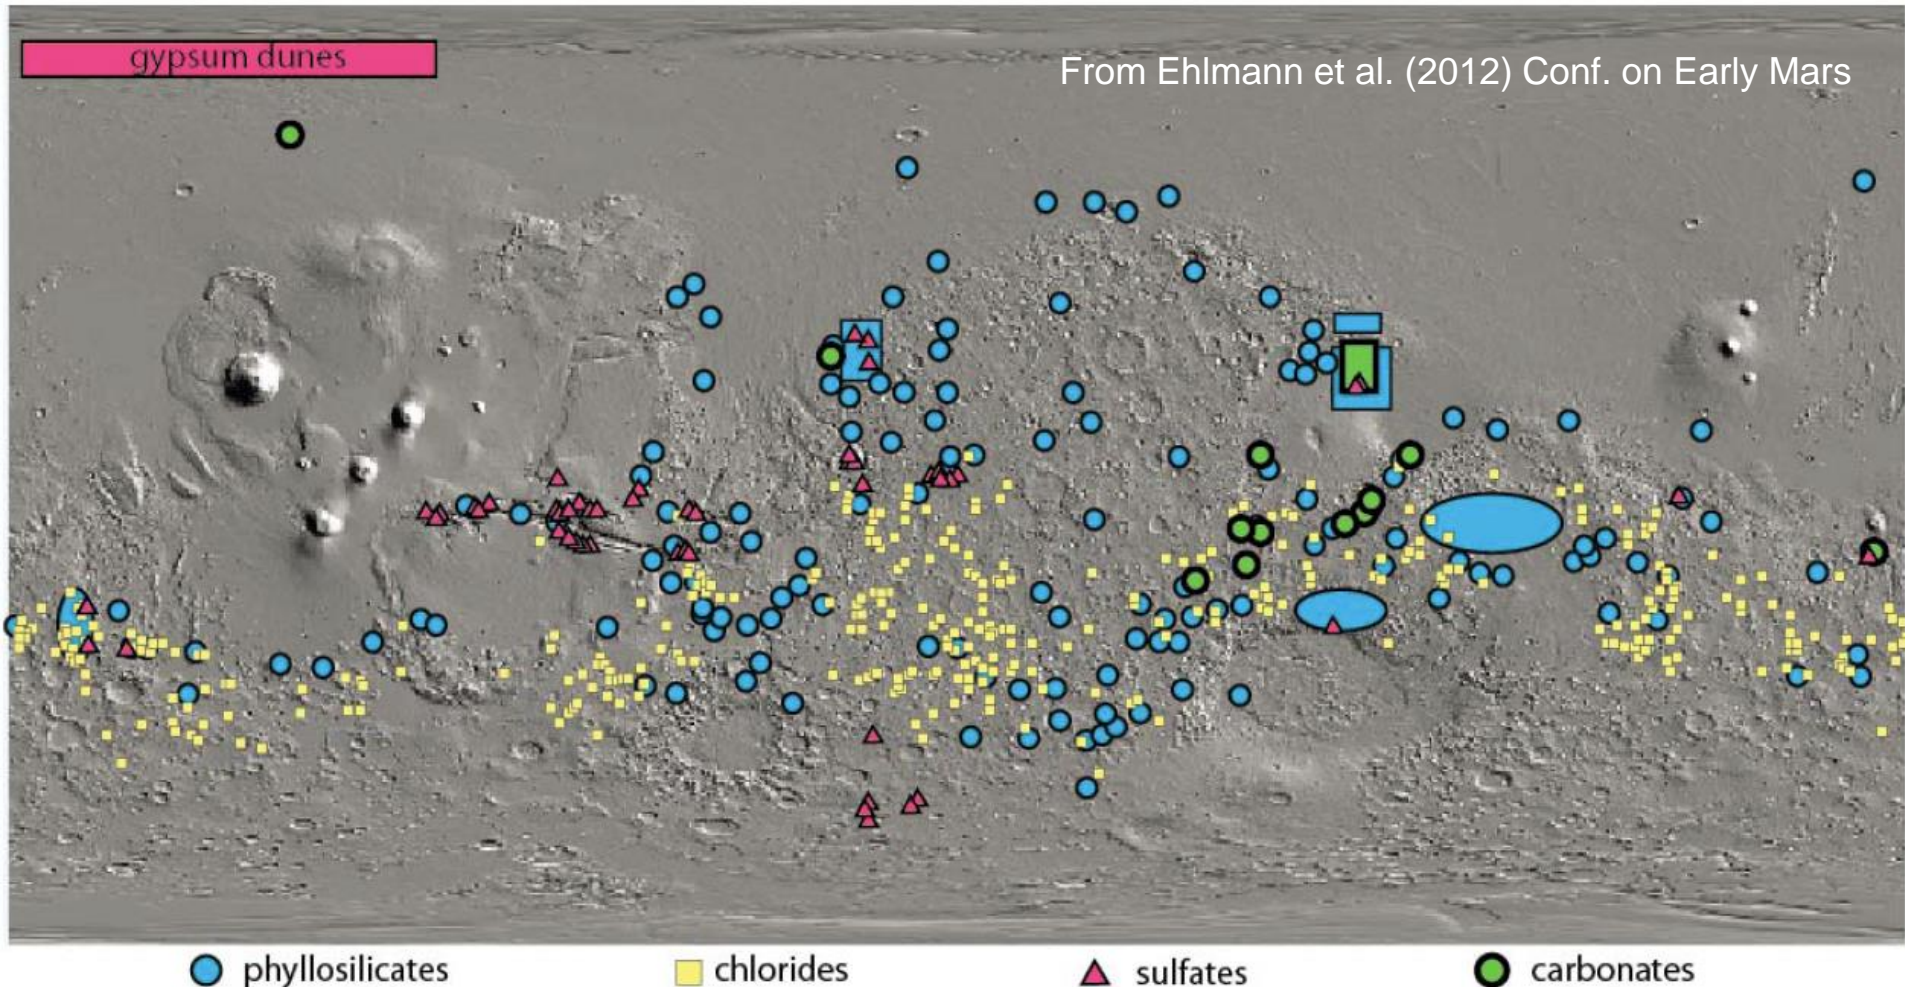 gypsum dunes
From Ehlmann et al. (2012) Conf. on Early Mars
phyllosilicates
chlorides
sulfates
carbonates